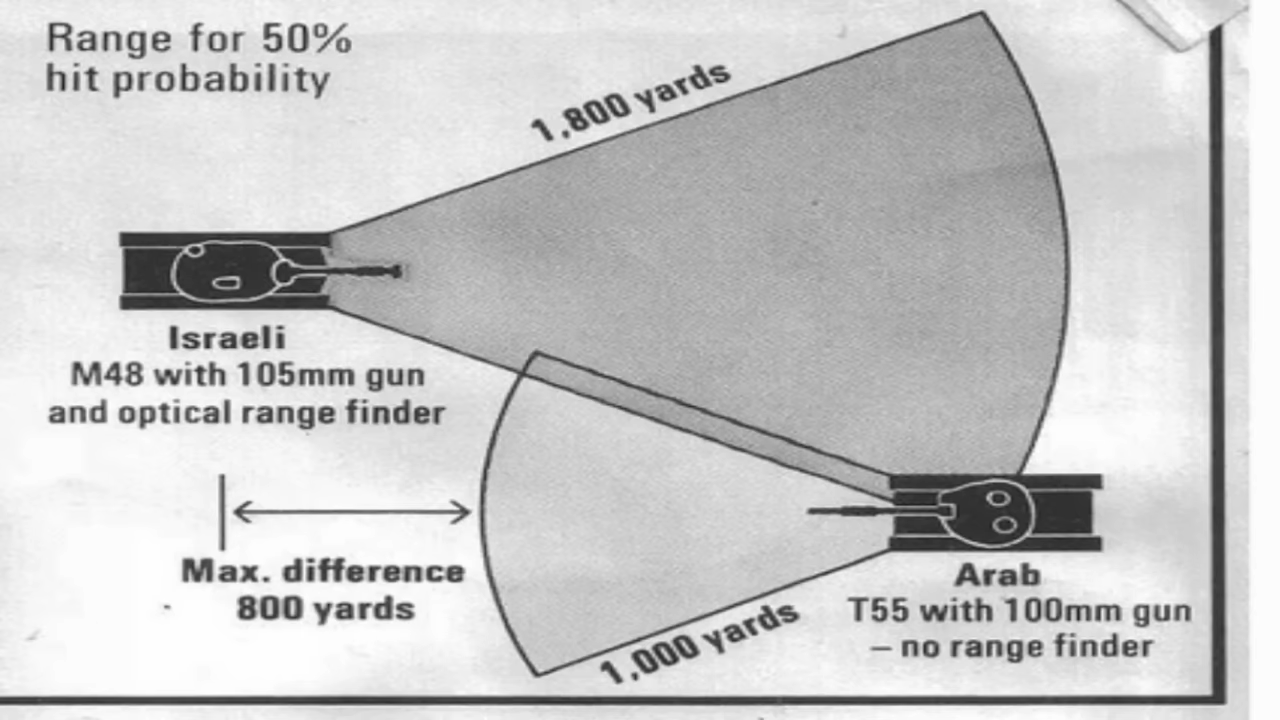 Range for 50%
hit probability
1,800 yards
Israeli
M48 with 105mm gun
and optical range finder
Max. difference
800 yards
1,000 yards
Arab
T55 with 100mm gun
– no range finder